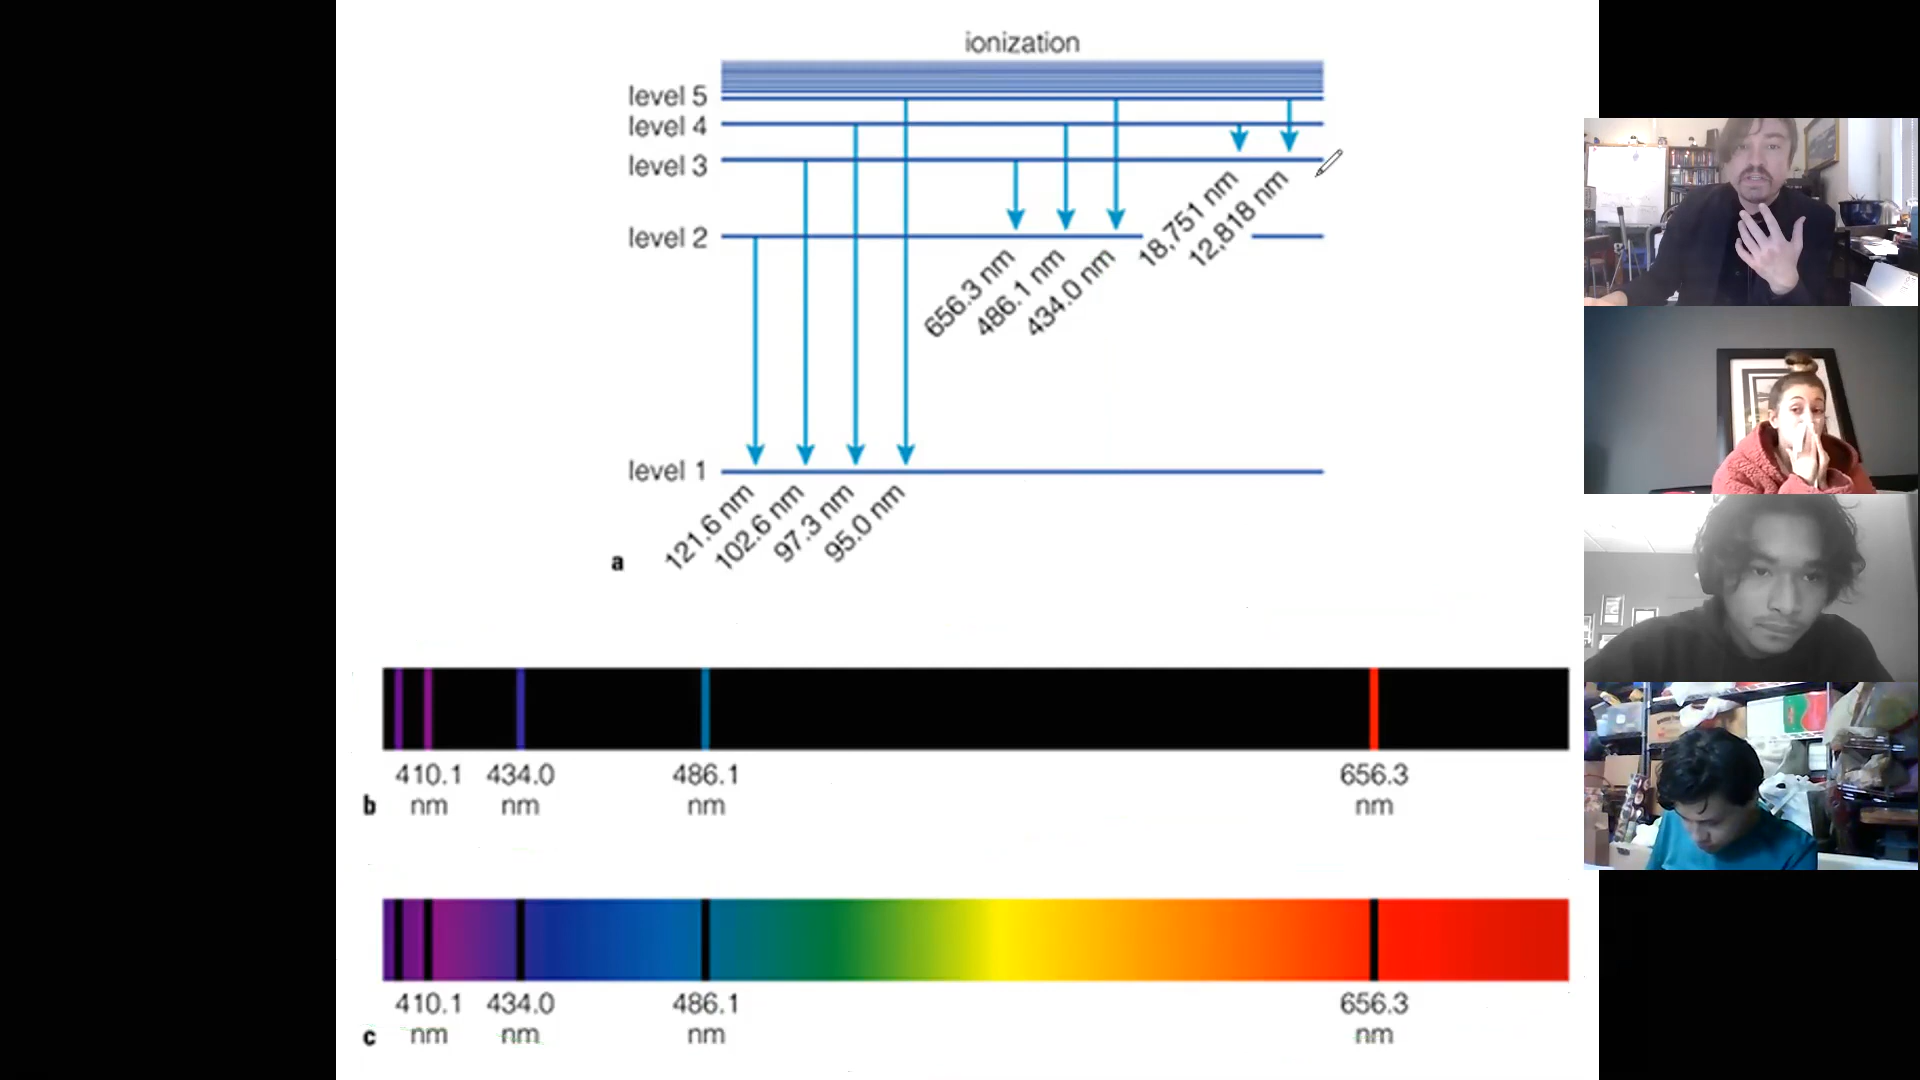 ionization
level 5
level 4
level 3
level 2
18,751 nm
12,818 nm
656.3 nm
486.1 nm
434.0 nm
level 1
121.6 nm
102.6 nm
97.3 nm
95.0 nm
a
410.1 nm
434.0 nm
486.1 nm
656.3 nm
b
410.1 nm
434.0 nm
486.1 nm
656.3 nm
c